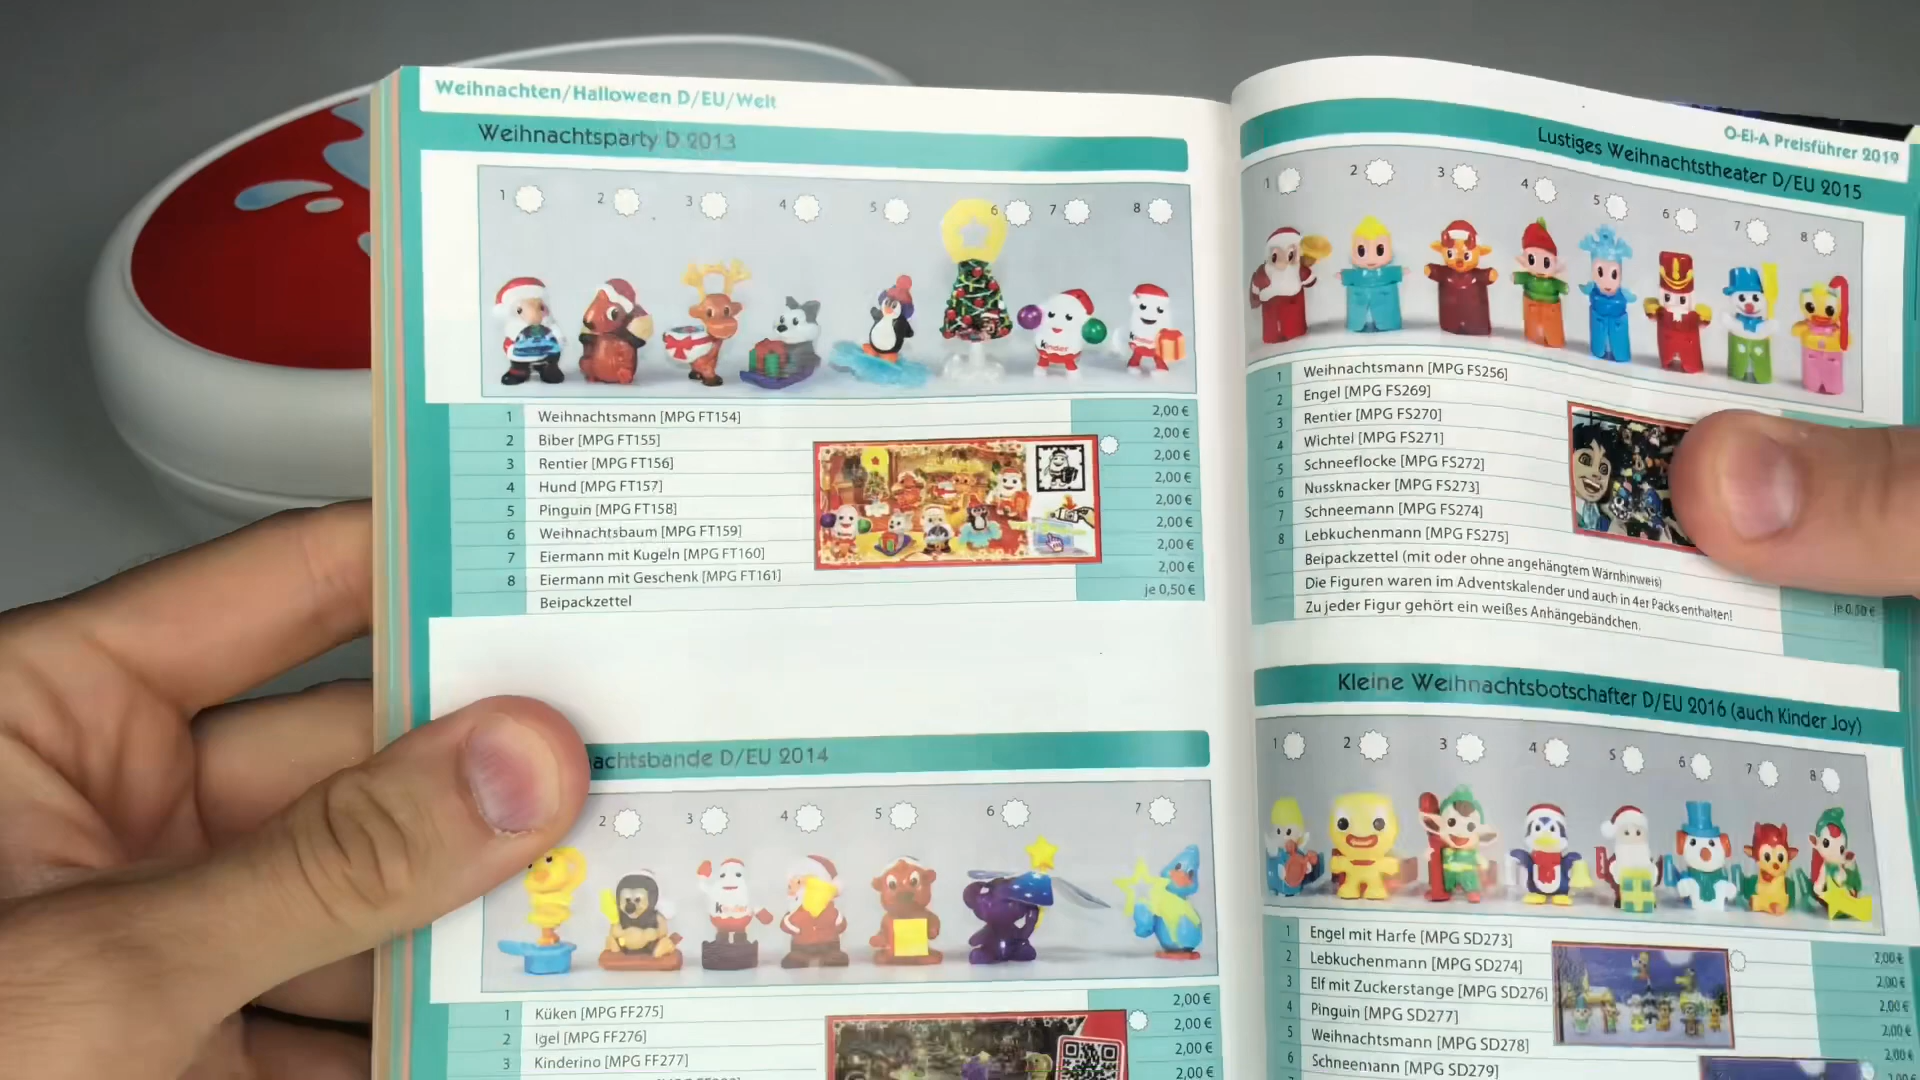 Weihnachten/Halloween D/EU/Welt
Weihnachtsparty D 2013
1 2 3 4 5 6 7 8
1 Weihnachtsmann [MPG FT154] 2,00 €
2 Biber [MPG FT155] 2,00 €
3 Rentier [MPG FT156] 2,00 €
4 Hund [MPG FT157] 2,00 €
5 Pinguin [MPG FT158] 2,00 €
6 Weihnachtsbaum [MPG FT159] 2,00 €
7 Eiermann mit Kugeln [MPG FT160] 2,00 €
8 Eiermann mit Geschenk [MPG FT161] 2,00 €
Beipackzettel je 0,50 €
achtsbande D/EU 2014
2 3 4 5 6 7
1 Küken [MPG FF275] 2,00 €
2 Igel [MPG FF276] 2,00 €
3 Kinderino [MPG FF277] 2,00 €
2,00 €
O-Ei-A Preisführer 2019
Lustiges Weihnachtstheater D/EU 2015
1 2 3 4 5 6 7 8
1 Weihnachtsmann [MPG FS256]
2 Engel [MPG FS269]
3 Rentier [MPG FS270]
4 Wichtel [MPG FS271]
5 Schneeflocke [MPG FS272]
6 Nussknacker [MPG FS273]
7 Schneemann [MPG FS274]
8 Lebkuchenmann [MPG FS275]
Beipackzettel (mit oder ohne angehängtem Warnhinweis)
Die Figuren waren im Adventskalender und auch in 4er Packs enthalten!
Zu jeder Figur gehört ein weißes Anhängebändchen.
je 0,50 €
Kleine Weihnachtsbotschafter D/EU 2016 (auch Kinder Joy)
1 2 3 4 5 6 7 8
1 Engel mit Harfe [MPG SD273] 2,00 €
2 Lebkuchenmann [MPG SD274] 2,00 €
3 Elf mit Zuckerstange [MPG SD276] 2,00 €
4 Pinguin [MPG SD277] 2,00 €
5 Weihnachtsmann [MPG SD278] 2,00 €
6 Schneemann [MPG SD279]